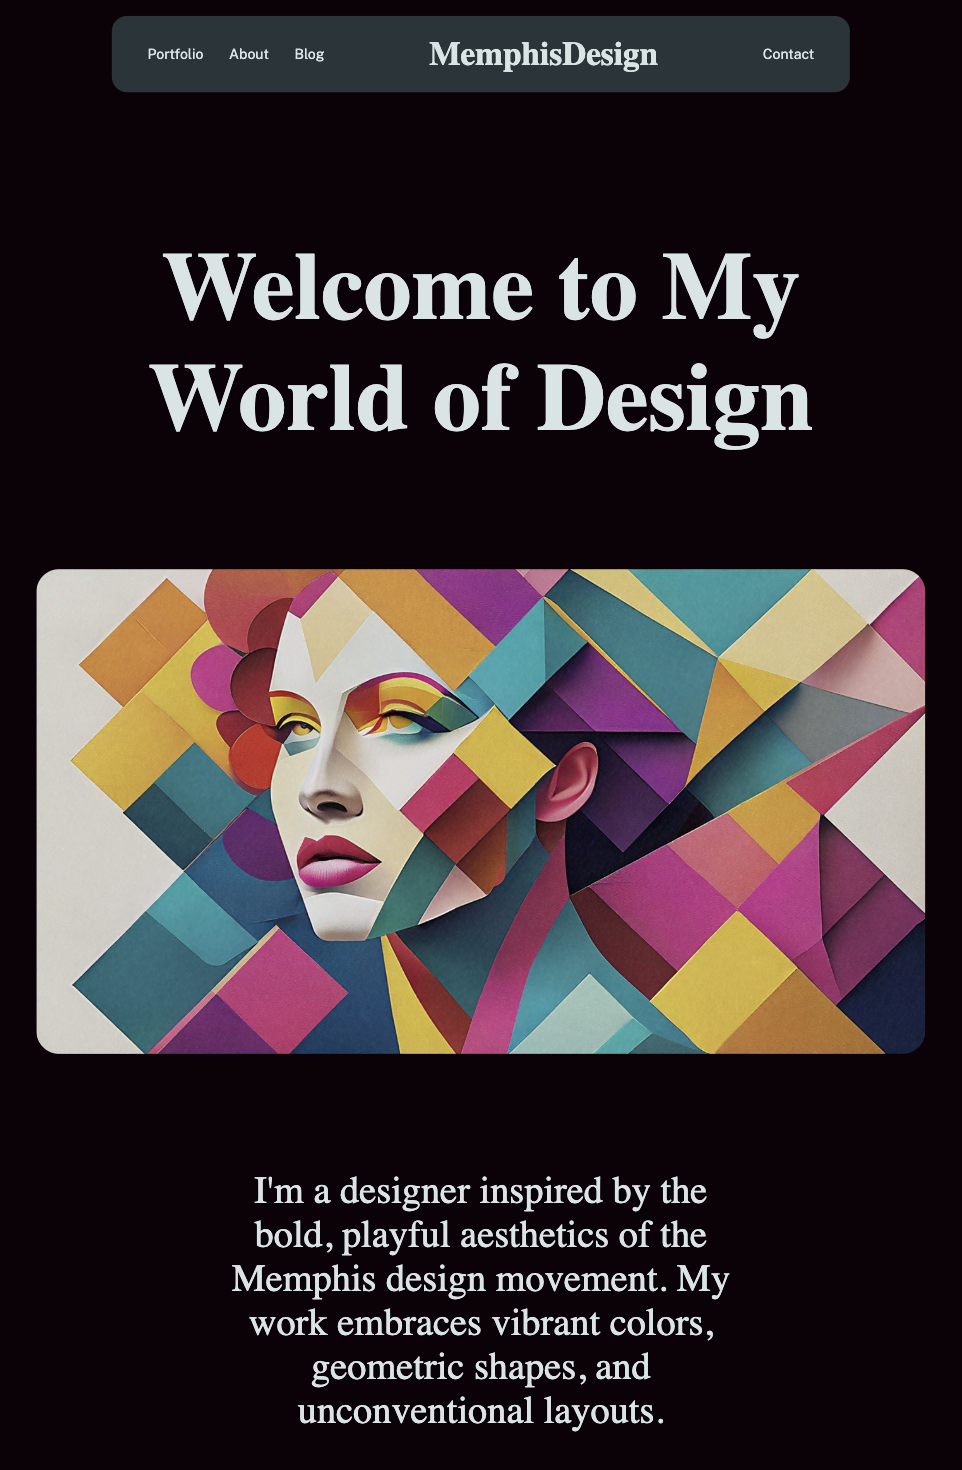 Portfolio About Blog MemphisDesign Contact
Welcome to My
World of Design
I'm a designer inspired by the
bold, playful aesthetics of the
Memphis design movement. My
work embraces vibrant colors,
geometric shapes, and
unconventional layouts.